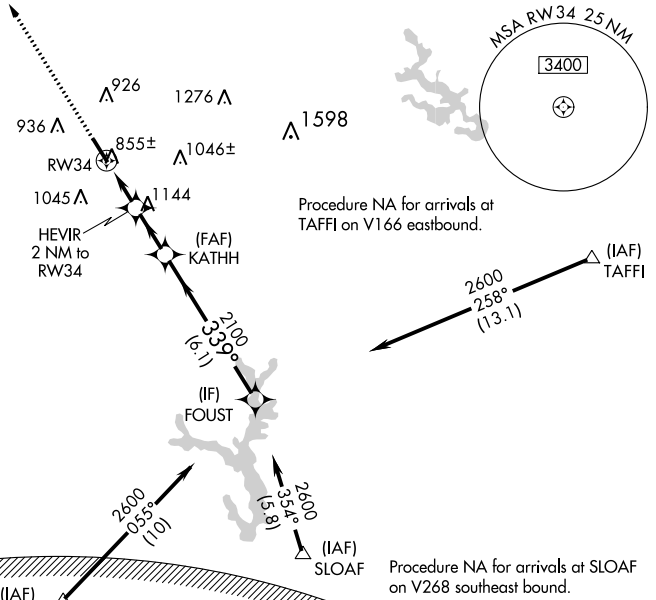 MSA RW34 25 NM
3400
926
1276
936
1598
855±
1046±
RW34
1045
1144
HEVIR
2 NM to
RW34
Procedure NA for arrivals at
TAFFI on V166 eastbound.
(FAF)
KATHH
(IAF)
TAFFI
2600
258°
(13.1)
2100
339°
(6.1)
(IF)
FOUST
2600
055°
(10)
2600
354°
(5.8)
(IAF)
SLOAF
Procedure NA for arrivals at SLOAF
on V268 southeast bound.
(IAF)